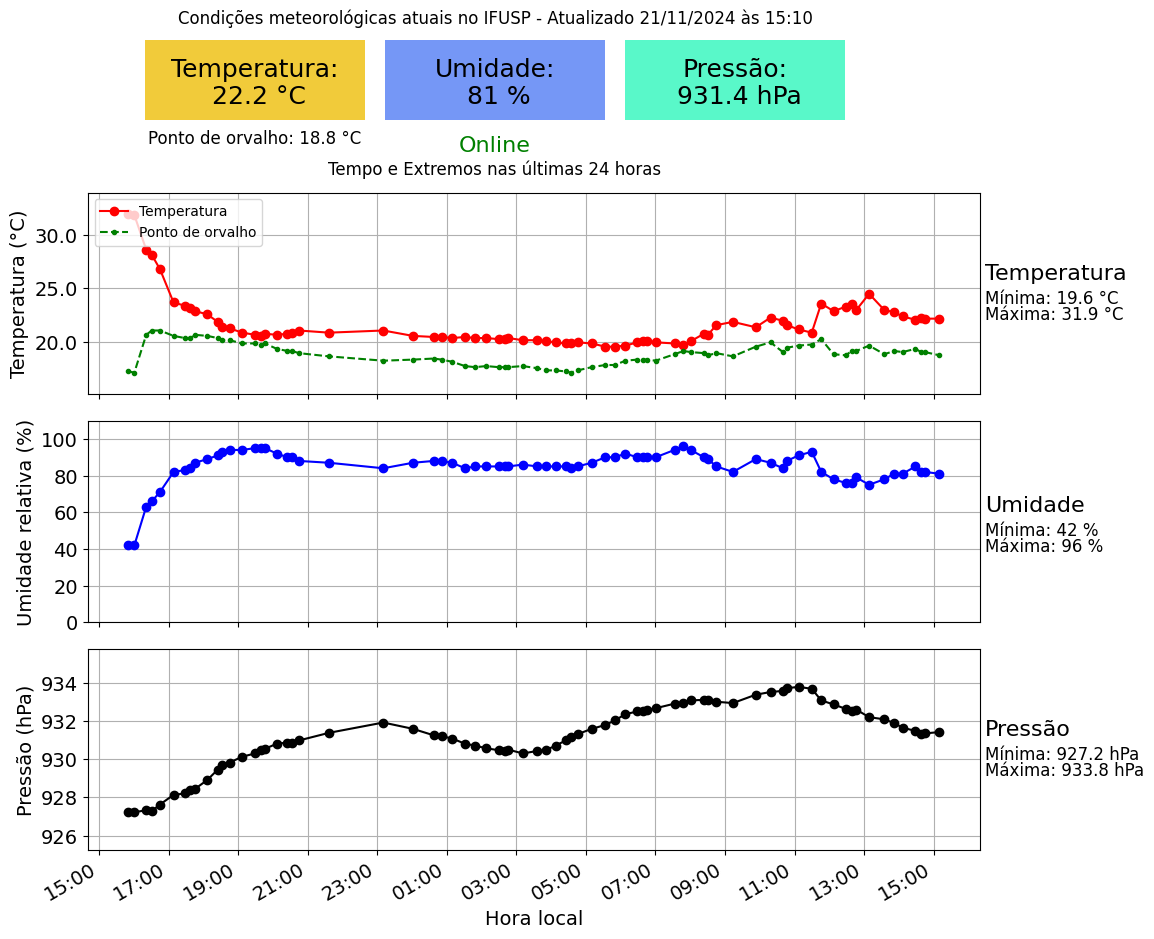 Condições meteorológicas atuais no IFUSP - Atualizado 21/11/2024 às 15:10
Temperatura:
22.2 °C
Umidade:
81 %
Pressão:
931.4 hPa
Ponto de orvalho: 18.8 °C
Online
Tempo e Extremos nas últimas 24 horas
Temperatura (°C)
30.0
25.0
20.0
Temperatura
Ponto de orvalho
Temperatura
Mínima: 19.6 °C
Máxima: 31.9 °C
Umidade relativa (%)
100
80
60
40
20
0
Umidade
Mínima: 42 %
Máxima: 96 %
Pressão (hPa)
934
932
930
928
926
Pressão
Mínima: 927.2 hPa
Máxima: 933.8 hPa
15:00 17:00 19:00 21:00 23:00 01:00 03:00 05:00 07:00 09:00 11:00 13:00 15:00
Hora local